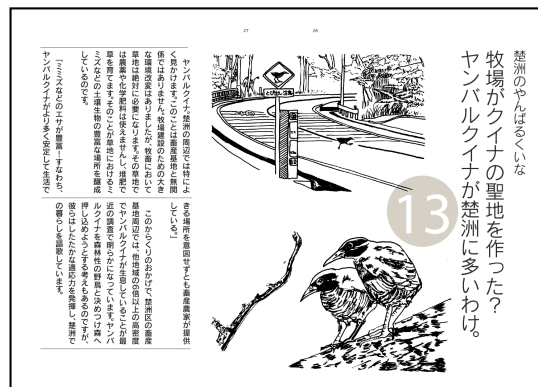 楚洲のやんばるくいな
牧場がクイナの聖地を作った?
ヤンバルクイナが楚洲に多いわけ。
13
ヤンバルクイナ。楚洲の周辺では特によ
く見かけます。このことは畜産基地と無関
係ではありません。牧場建設のための大き
な環境改変はありましたが、牧畜において
草地は絶対に必要になります。その草地で
は農薬や化学肥料は使えませんし、堆肥で
草を育てます。そのことが草地におけるミ
ミズなどの土壌生物の豊富な場所を醸成
しているのです。
「ミミズなどのエサが豊富!すなわち、
ヤンバルクイナがより多く安定して生活で
きる場所を意図せずとも畜産農家が提供
している。」
このからくりのおかげで、楚洲区の畜産
基地周辺では、他地域の倍以上の高密度
でヤンバルクイナが生息していることが最
近の調査で明らかになっています。ヤンバ
ルクイナを森林性の野鳥と決めつけ森へ
押し込めようとする考えもあるのですが、
彼らはしたたかな適応力を発揮し、楚洲で
の暮らしを謳歌しています。
26
27